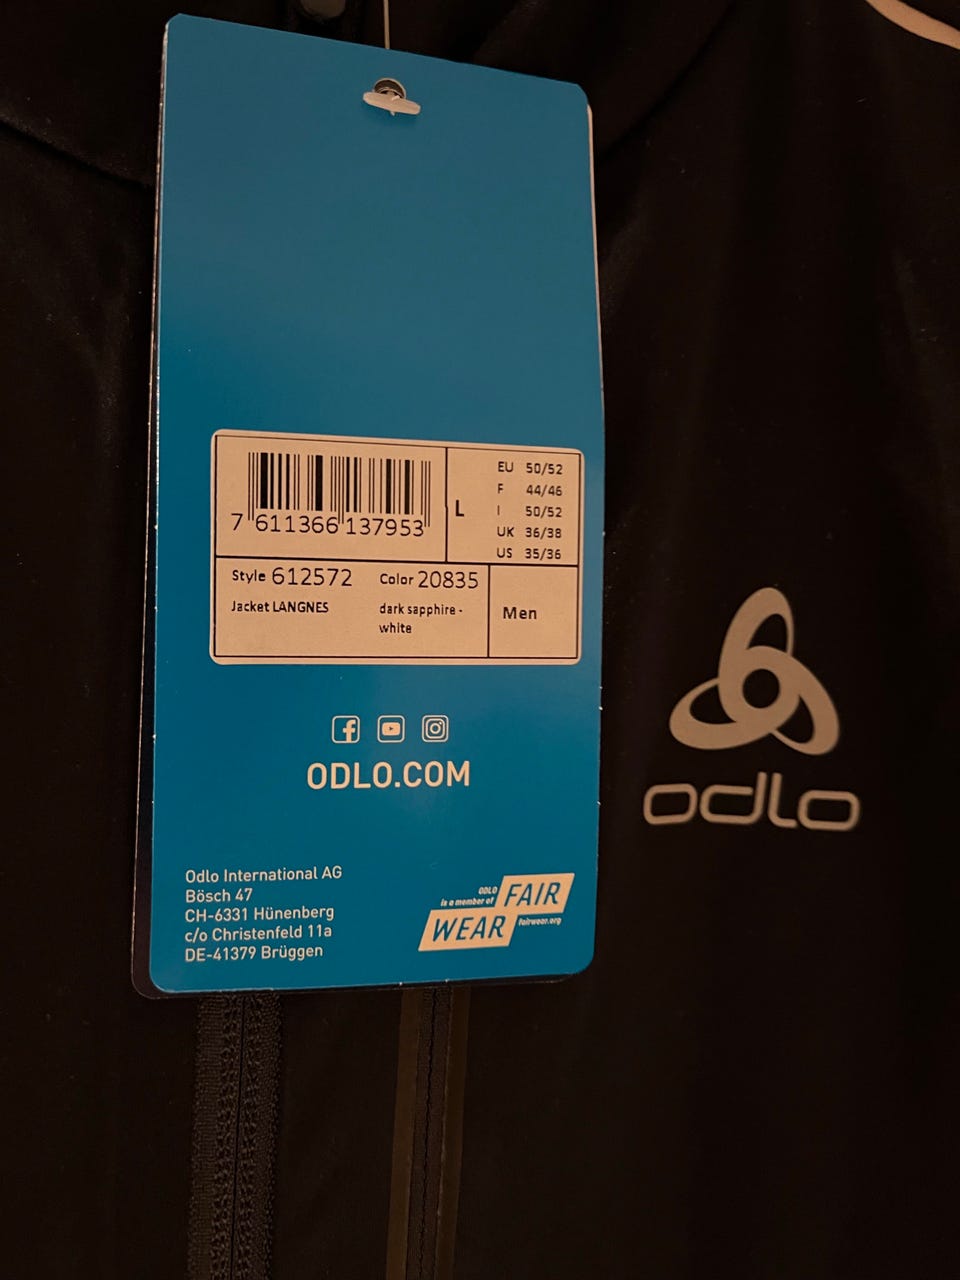 7 611366 137953
L
EU 50/52
F 44/46
I 50/52
UK 36/38
US 35/36
Style 612572
Jacket LANGNES
Color 20835
dark sapphire -
white
Men
ODLO.COM
Odlo International AG
Bösch 47
CH-6331 Hünenberg
c/o Christenfeld 11a
DE-41379 Brüggen
ODLO
is a member of
FAIR
WEAR
fairwear.org
odlo